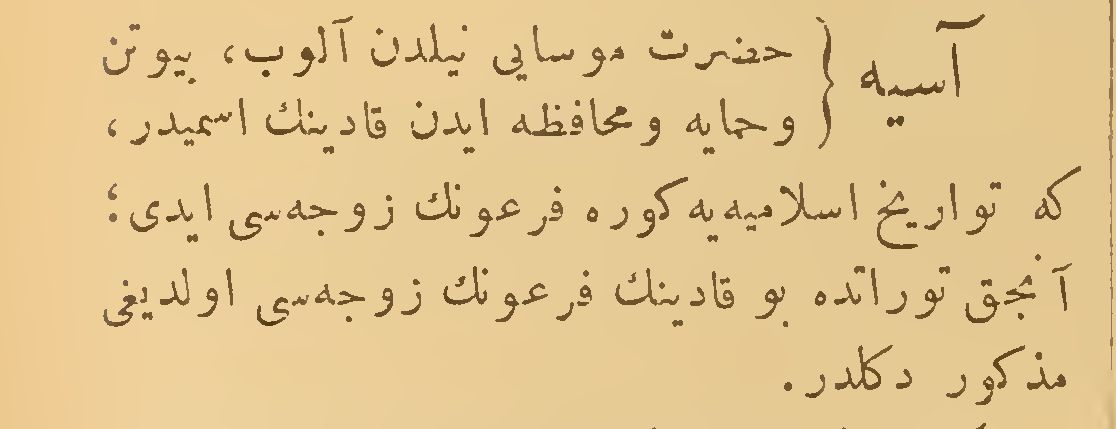 آسیه { حضرت موسایی نیلدن آلوب، بیوتن
وحمایه ومحافظه ایدن قادینك اسمیدر،
که تواریخ اسلامیه‌یه کوره فرعونك زوجه‌سی ایدی؛
آنجق توراتده بو قادینك فرعونك زوجه‌سی اولدیغی
مذکور دکلدر.